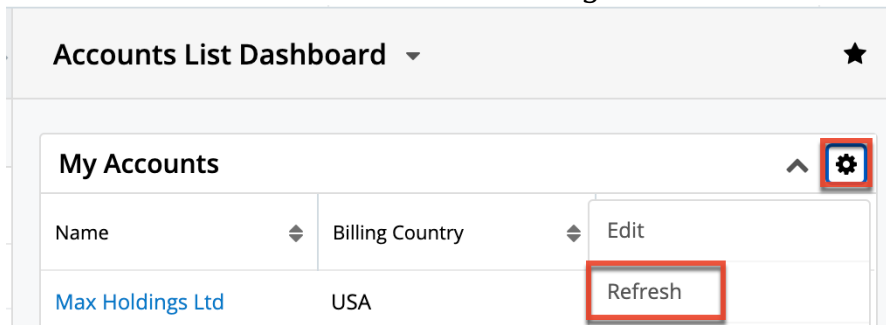 Accounts List Dashboard
My Accounts
Name Billing Country Edit
Max Holdings Ltd USA Refresh